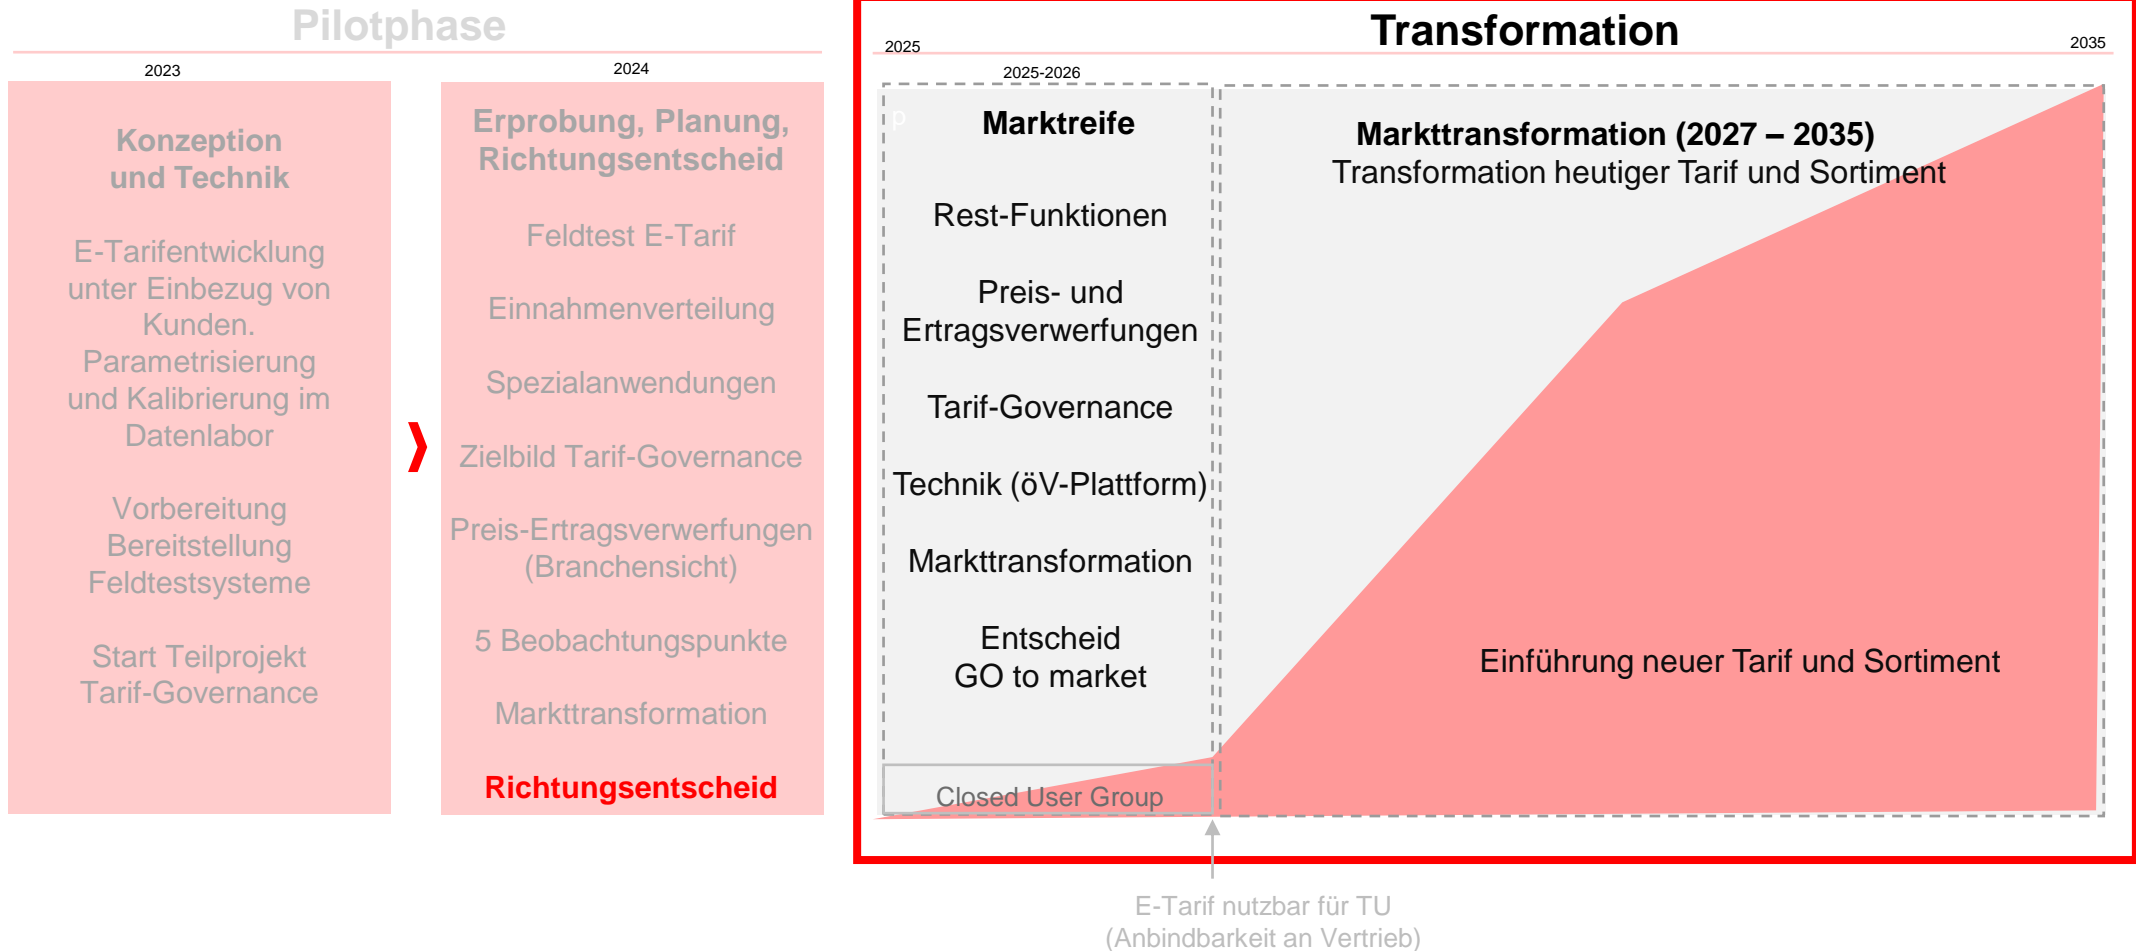 Pilotphase
2023
Konzeption
und Technik
E-Tarifentwicklung
unter Einbezug von
Kunden.
Parametrisierung
und Kalibrierung im
Datenlabor
Vorbereitung
Bereitstellung
Feldtestsysteme
Start Teilprojekt
Tarif-Governance
2024
Erprobung, Planung,
Richtungsentscheid
Feldtest E-Tarif
Einnahmenverteilung
Spezialanwendungen
Zielbild Tarif-Governance
Preis-Ertragsverwerfungen
(Branchensicht)
5 Beobachtungspunkte
Markttransformation
Richtungsentscheid
Transformation
2025
2035
2025-2026
p
Marktreife
Rest-Funktionen
Preis- und
Ertragsverwerfungen
Tarif-Governance
Technik (öV-Plattform)
Markttransformation
Entscheid
GO to market
Closed User Group
Markttransformation (2027 – 2035)
Transformation heutiger Tarif und Sortiment
Einführung neuer Tarif und Sortiment
E-Tarif nutzbar für TU
(Anbindbarkeit an Vertrieb)